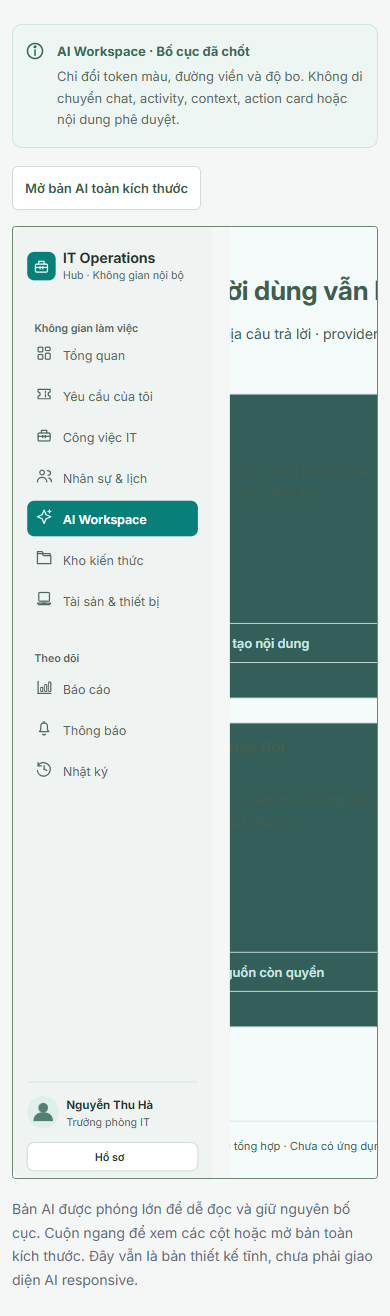 AI Workspace · Bố cục đã chốt
Chỉ đổi token màu, đường viền và độ bo. Không di
chuyển chat, activity, context, action card hoặc
nội dung phê duyệt.
Mở bản AI toàn kích thước
IT Operations
Hub · Không gian nội bộ
Không gian làm việc
Tổng quan
Yêu cầu của tôi
Công việc IT
Nhân sự & lịch
AI Workspace
Kho kiến thức
Tài sản & thiết bị
Theo dõi
Báo cáo
Thông báo
Nhật ký
Nguyễn Thu Hà
Trưởng phòng IT
Hồ sơ
ời dùng vẫn
ịa câu trả lời · provider
tạo nội dung
guồn còn quyền
tổng hợp · Chưa có ứng dụn
Bản AI được phóng lớn để dễ đọc và giữ nguyên bố
cục. Cuộn ngang để xem các cột hoặc mở bản toàn
kích thước. Đây vẫn là bản thiết kế tĩnh, chưa phải giao
diện AI responsive.